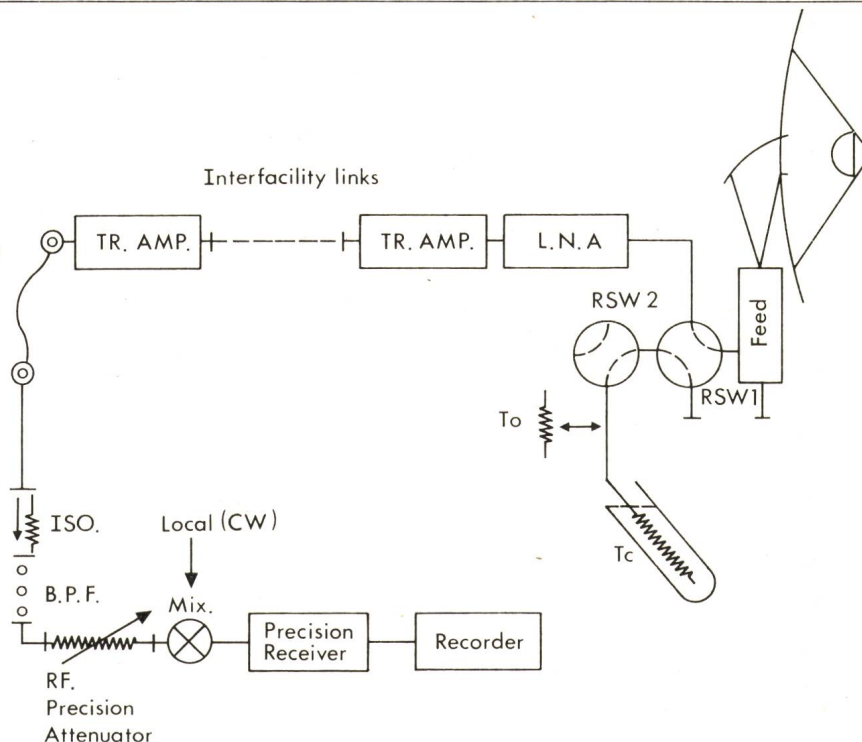 Interfacility links
TR. AMP.
TR. AMP.
L.N.A
RSW 2
Feed
RSW1
To
Tc
ISO.
Local (CW)
B.P.F.
Mix.
Precision
Receiver
Recorder
RF.
Precision
Attenuator